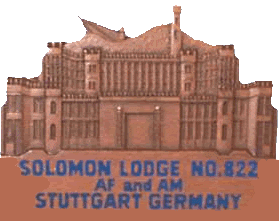 SOLOMON LODGE NO.822
AF and AM
STUTTGART GERMANY